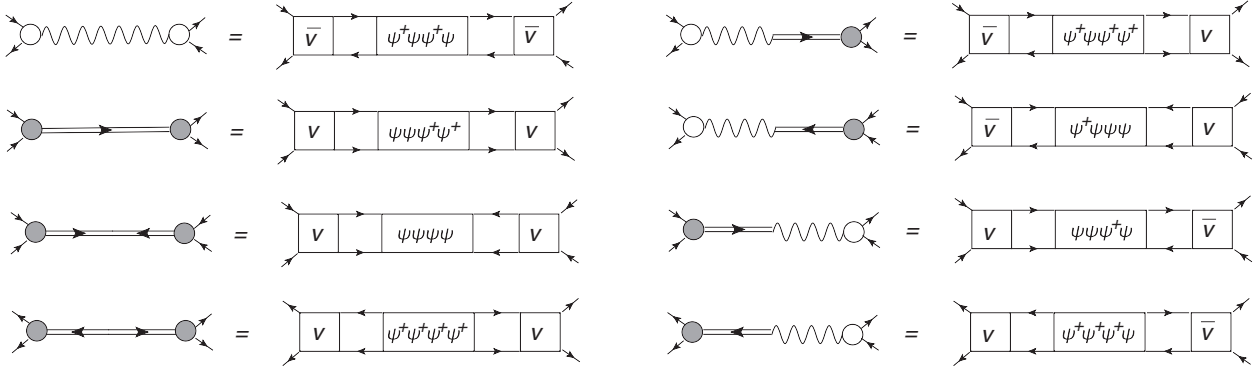 = V̄ ψ⁺ψψ⁺ψ V̄ = V̄ ψ⁺ψψ⁺ψ⁺ V
= V ψψψ⁺ψ⁺ V = V̄ ψ⁺ψψψ V
= V ψψψψ V = V ψψψ⁺ψ V̄
= V ψ⁺ψ⁺ψ⁺ψ⁺ V = V ψ⁺ψ⁺ψ⁺ψ V̄